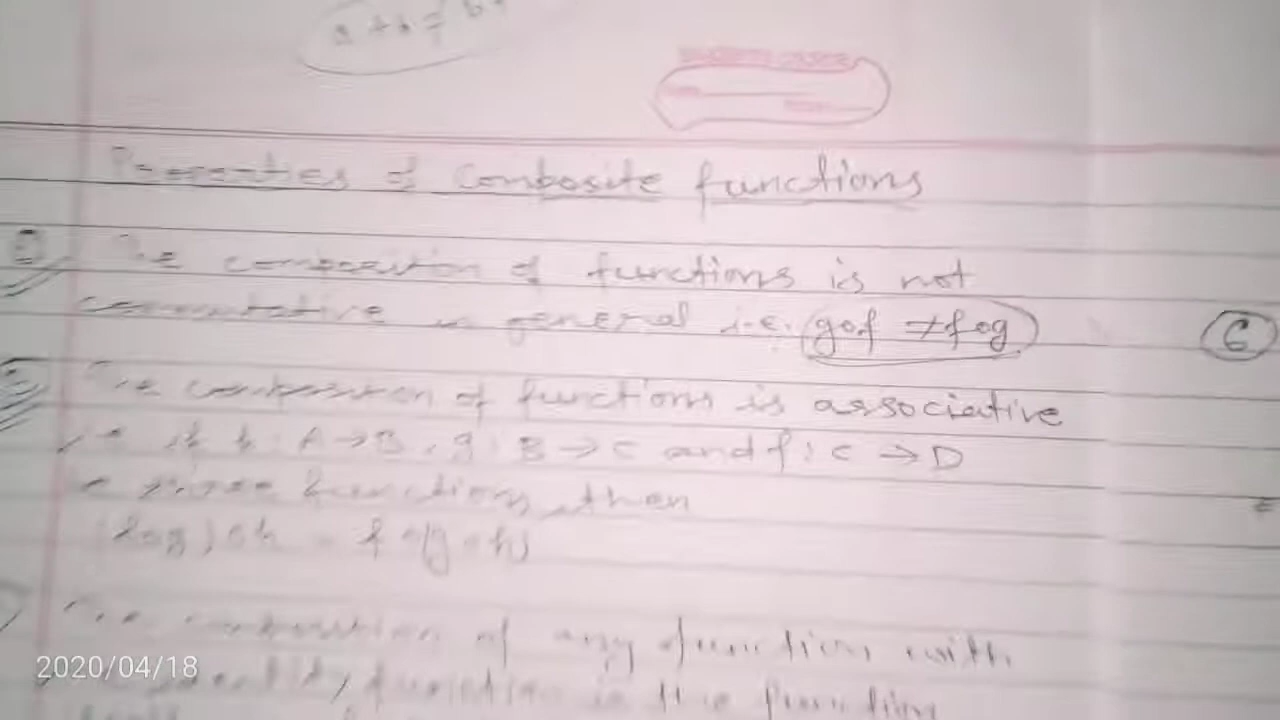 a + b =
Properties of Composite functions
The composition of functions is not
commutative in general i.e. gof ≠ fog
6
The composition of functions is associative
i.e if h : A → B , g : B → C and f : C → D
be three functions, then
(fog)oh = fo(goh)
The composition of any function with
identity function is the function
2020/04/18